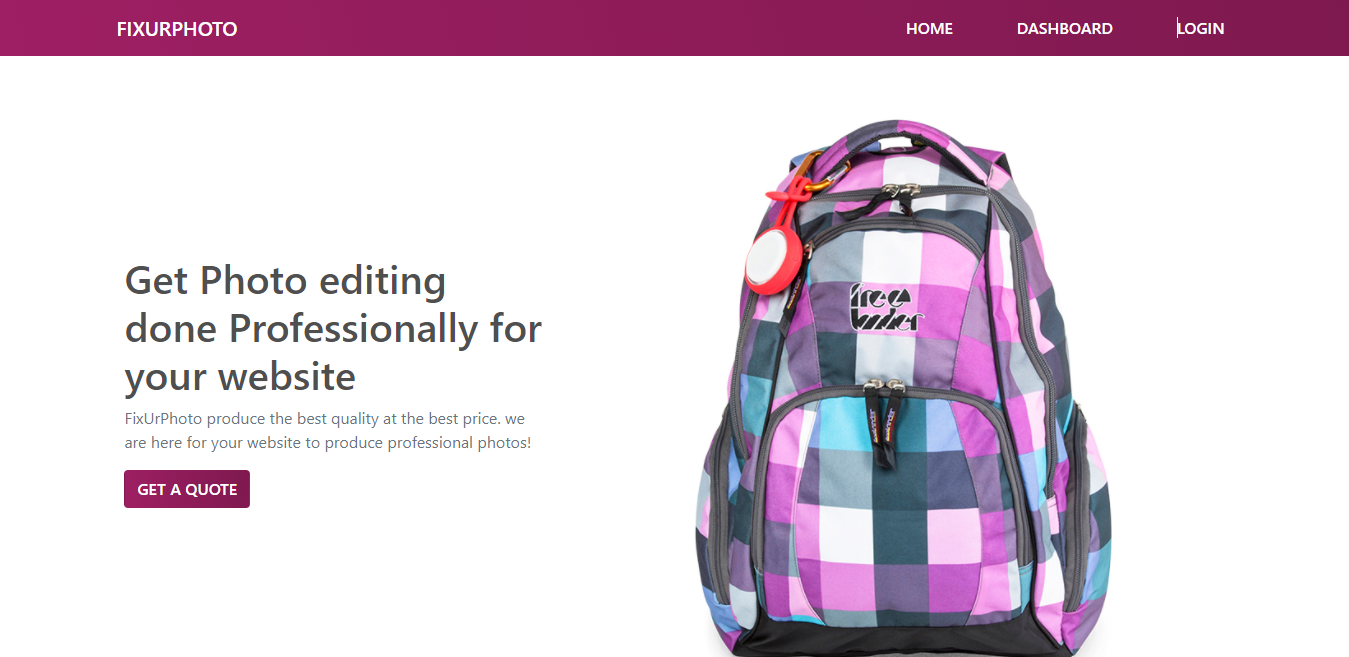 FIXURPHOTO
HOME DASHBOARD LOGIN
Get Photo editing
done Professionally for
your website
FixUrPhoto produce the best quality at the best price. we
are here for your website to produce professional photos!
GET A QUOTE
free